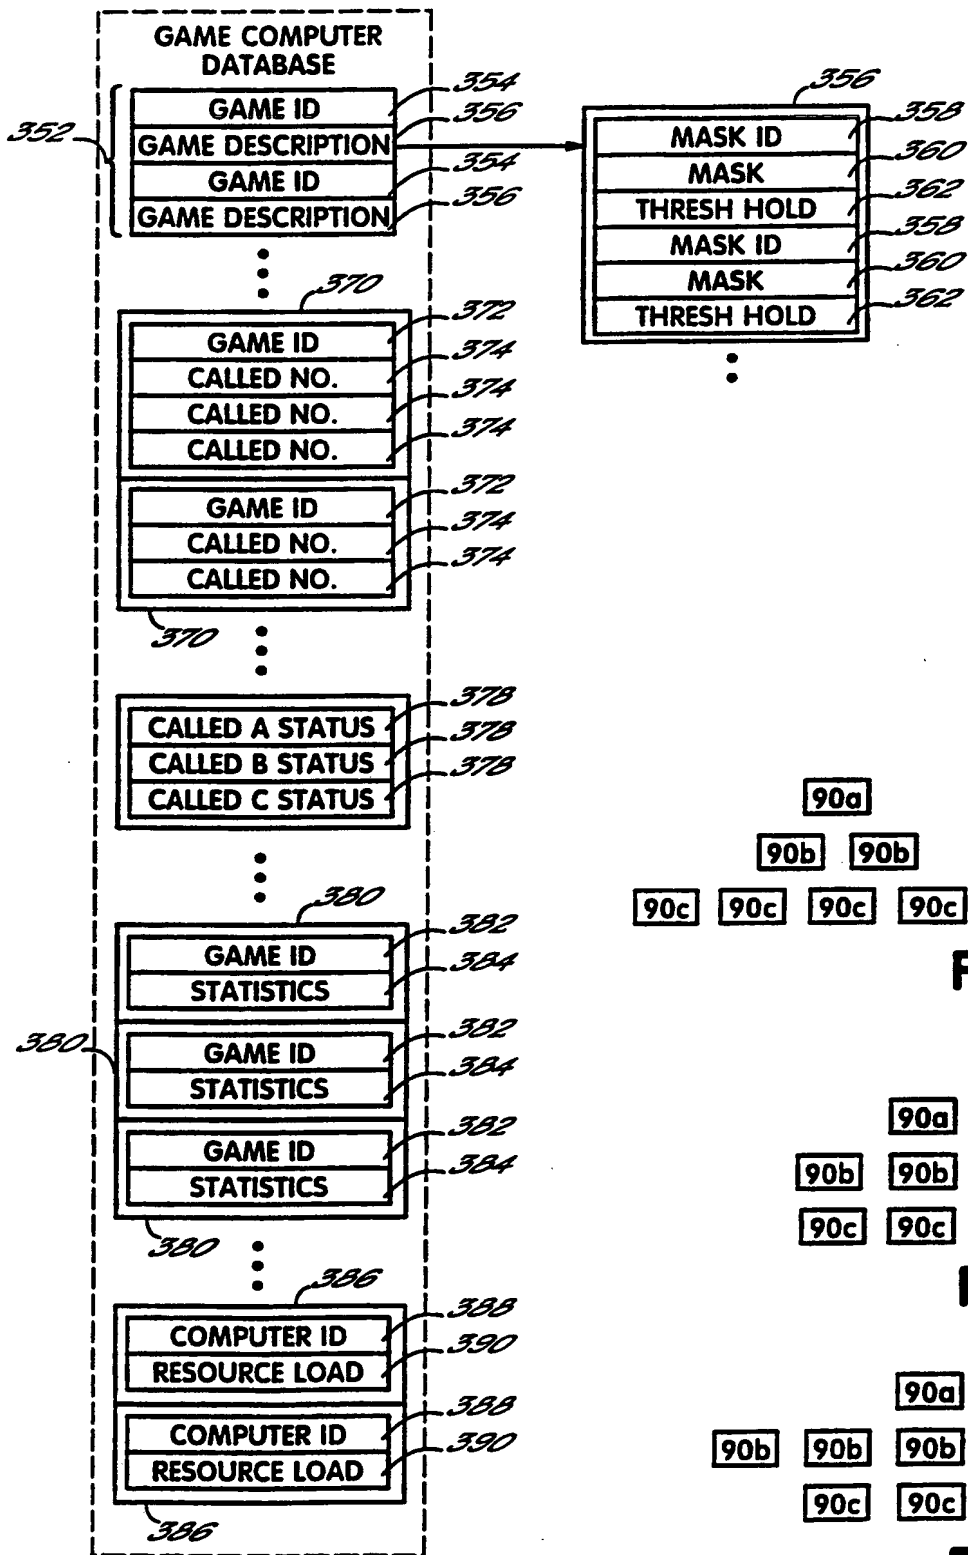 GAME COMPUTER
DATABASE
352
GAME ID 354
GAME DESCRIPTION 356
GAME ID 354
GAME DESCRIPTION 356
356
MASK ID 358
MASK 360
THRESH HOLD 362
MASK ID 358
MASK 360
THRESH HOLD 362
370
GAME ID 372
CALLED NO. 374
CALLED NO. 374
CALLED NO. 374
GAME ID 372
CALLED NO. 374
CALLED NO. 374
370
CALLED A STATUS 378
CALLED B STATUS 378
CALLED C STATUS 378
380
GAME ID 382
STATISTICS 384
380
GAME ID 382
STATISTICS 384
GAME ID 382
STATISTICS 384
380
386
COMPUTER ID 388
RESOURCE LOAD 390
COMPUTER ID 388
RESOURCE LOAD 390
386
90a
90b 90b
90c 90c 90c 90c
90a
90b 90b
90c 90c
90a
90b 90b 90b
90c 90c